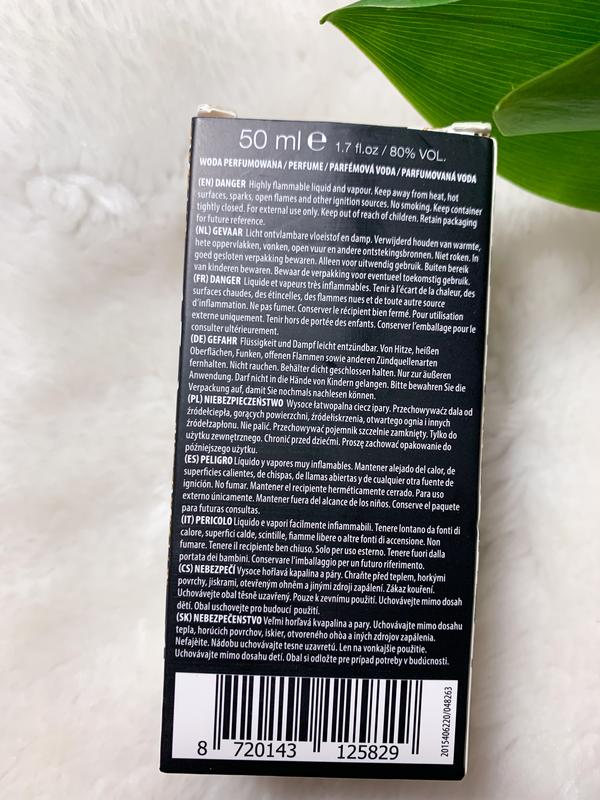 50 ml ℮ 1.7 fl.oz / 80% VOL.
WODA PERFUMOWANA / PERFUME / PARFÉMOVÁ VODA / PARFUMOVANÁ VODA
(EN) DANGER Highly flammable liquid and vapour. Keep away from heat, hot
surfaces, sparks, open flames and other ignition sources. No smoking. Keep container
tightly closed. For external use only. Keep out of reach of children. Retain packaging
for future reference.
(NL) GEVAAR Licht ontvlambare vloeistof en damp. Verwijderd houden van warmte,
hete oppervlakken, vonken, open vuur en andere ontstekingsbronnen. Niet roken. In
goed gesloten verpakking bewaren. Alleen voor uitwendig gebruik. Buiten bereik
van kinderen bewaren. Bewaar de verpakking voor eventueel toekomstig gebruik.
(FR) DANGER Liquide et vapeurs très inflammables. Tenir à l'écart de la chaleur, des
surfaces chaudes, des étincelles, des flammes nues et de toute autre source
d'inflammation. Ne pas fumer. Conserver le récipient bien fermé. Pour utilisation
externe uniquement. Tenir hors de portée des enfants. Conserver l'emballage pour le
consulter ultérieurement.
(DE) GEFAHR Flüssigkeit und Dampf leicht entzündbar. Von Hitze, heißen
Oberflächen, Funken, offenen Flammen sowie anderen Zündquellenarten
fernhalten. Nicht rauchen. Behälter dicht geschlossen halten. Nur zur äußeren
Anwendung. Darf nicht in die Hände von Kindern gelangen. Bitte bewahren Sie die
Verpackung auf, damit Sie nochmals nachlesen können.
(PL) NIEBEZPIECZEŃSTWO Wysoce łatwopalna ciecz ipary. Przechowywaćz dala od
źródełciepła, gorących powierzchni, źródełiskrzenia, otwartego ognia i innych
źródełzapłonu. Nie palić. Przechowywać pojemnik szczelnie zamknięty. Tylko do
użytku zewnętrznego. Chronić przed dziećmi. Proszę zachować opakowanie do
późniejszego użytku.
(ES) PELIGRO Líquido y vapores muy inflamables. Mantener alejado del calor, de
superficies calientes, de chispas, de llamas abiertas y de cualquier otra fuente de
ignición. No fumar. Mantener el recipiente herméticamente cerrado. Para uso
externo únicamente. Mantener fuera del alcance de los niños. Conserve el paquete
para futuras consultas.
(IT) PERICOLO Liquido e vapori facilmente infiammabili. Tenere lontano da fonti di
calore, superfici calde, scintille, fiamme libere o altre fonti di accensione. Non
fumare. Tenere il recipiente ben chiuso. Solo per uso esterno. Tenere fuori dalla
portata dei bambini. Conservare l'imballaggio per un futuro riferimento.
(CS) NEBEZPEČÍ Vysoce hořlavá kapalina a páry. Chraňte před teplem, horkými
povrchy, jiskrami, otevřeným ohněm a jinými zdroji zapálení. Zákaz kouření.
Uchovávejte obal těsně uzavřený. Pouze k zevnímu použití. Uchovávejte mimo dosah
dětí. Obal uschovejte pro budoucí použití.
(SK) NEBEZPEČENSTVO Veľmi horľavá kvapalina a pary. Uchovávajte mimo dosahu
tepla, horúcich povrchov, iskier, otvoreného ohòa a iných zdrojov zapálenia.
Nefajèite. Nádobu uchovávajte tesne uzavretú. Len na vonkajšie použitie.
Uchovávajte mimo dosahu detí. Obal si odložte pre prípad potreby v budúcnosti.
8 720143 125829
2015406220/048263